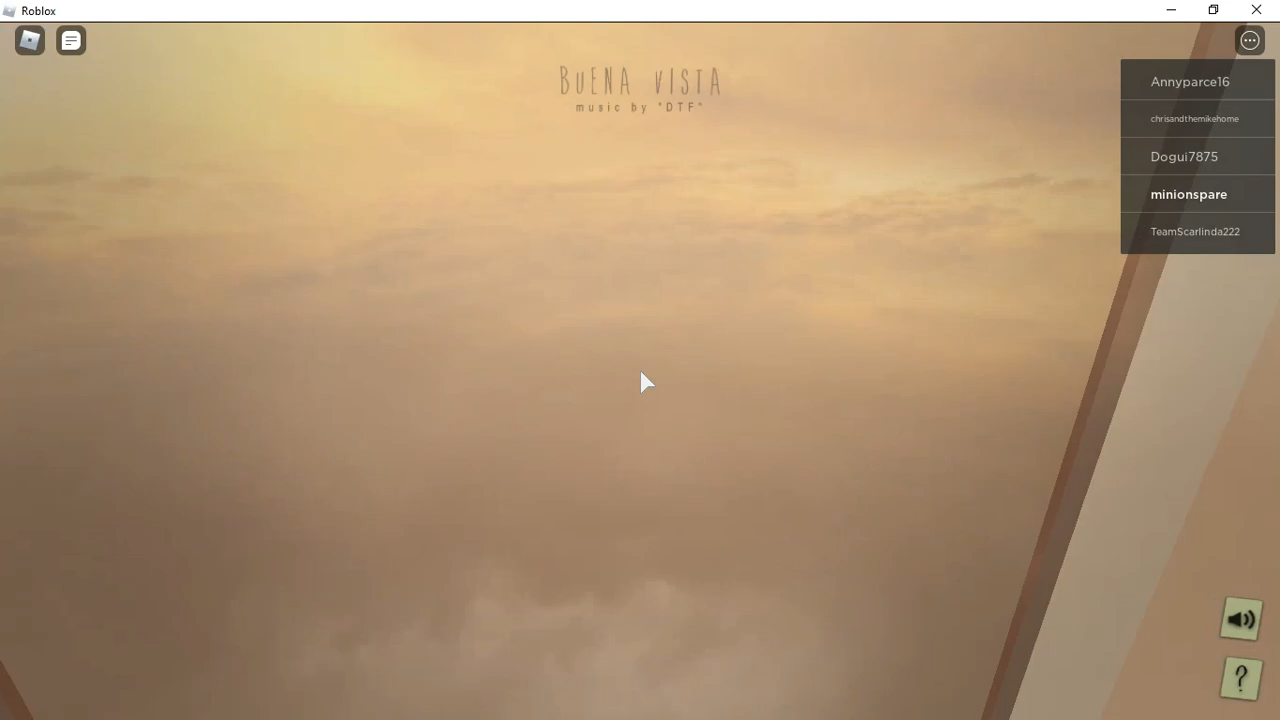 Roblox
BUENA VISTA
music by "DTF"
Annyparce16
chrisandthemikehome
Dogui7875
minionspare
TeamScarlinda222
?